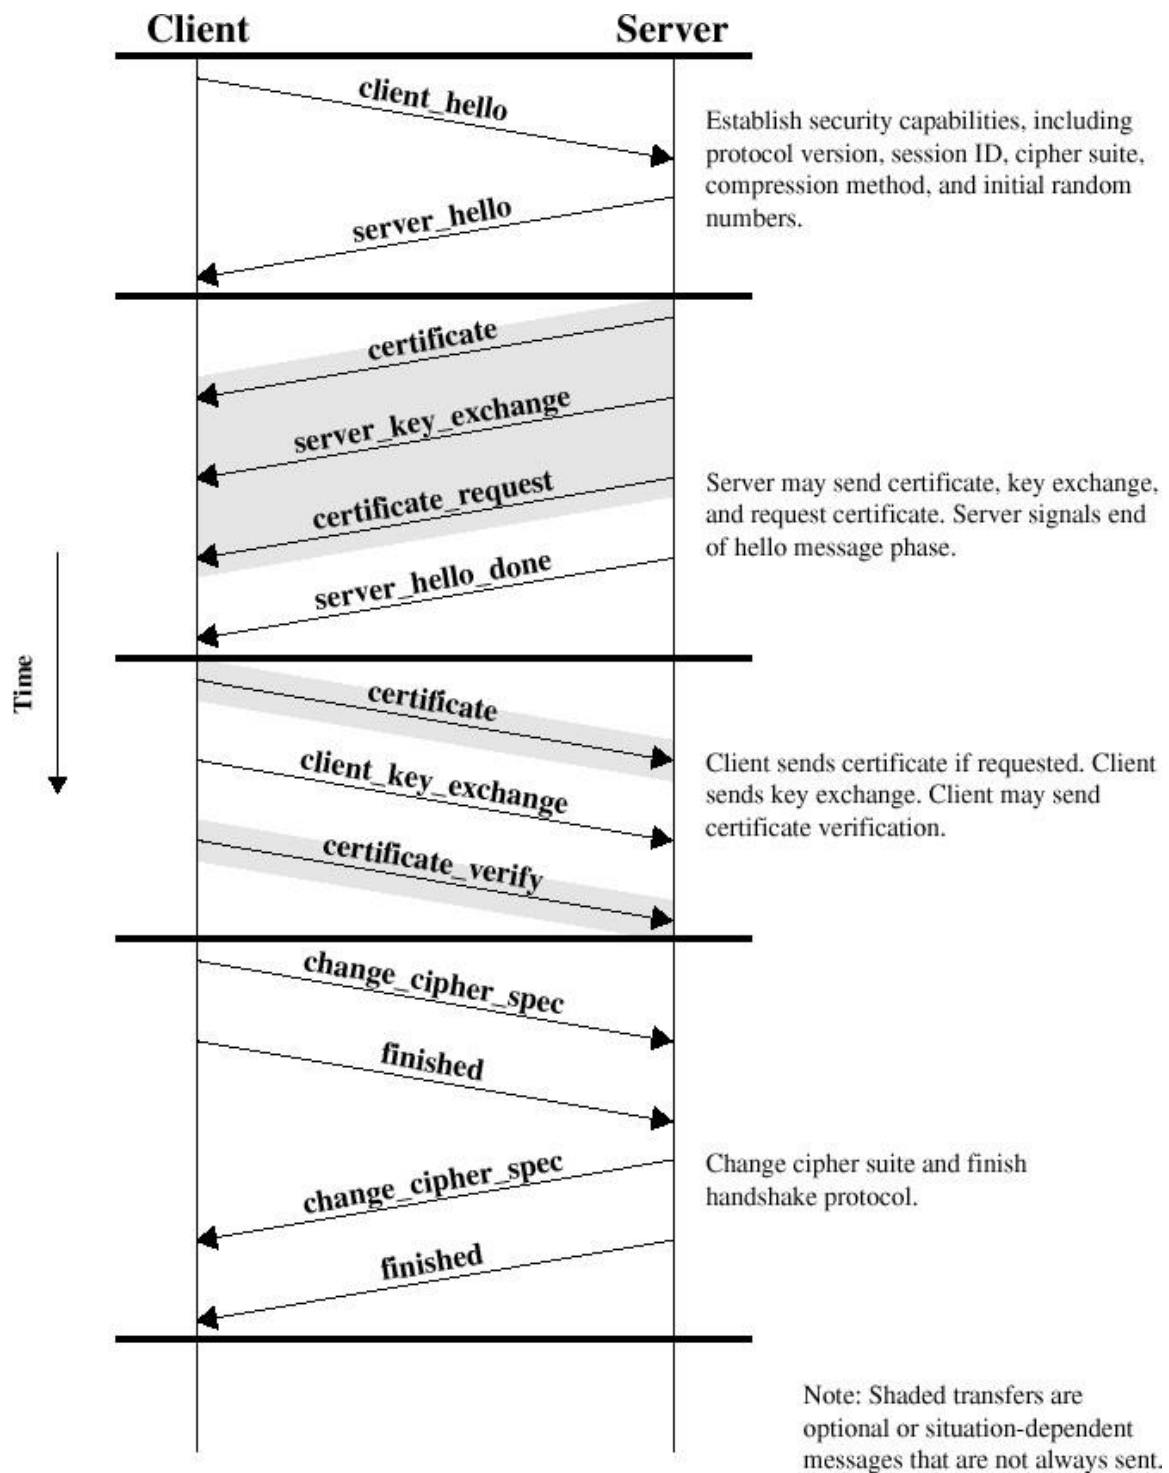 Client
Server
client_hello
Establish security capabilities, including
protocol version, session ID, cipher suite,
compression method, and initial random
numbers.
server_hello
certificate
server_key_exchange
certificate_request
Server may send certificate, key exchange,
and request certificate. Server signals end
of hello message phase.
server_hello_done
Time
certificate
client_key_exchange
Client sends certificate if requested. Client
sends key exchange. Client may send
certificate verification.
certificate_verify
change_cipher_spec
finished
change_cipher_spec
Change cipher suite and finish
handshake protocol.
finished
Note: Shaded transfers are
optional or situation-dependent
messages that are not always sent.